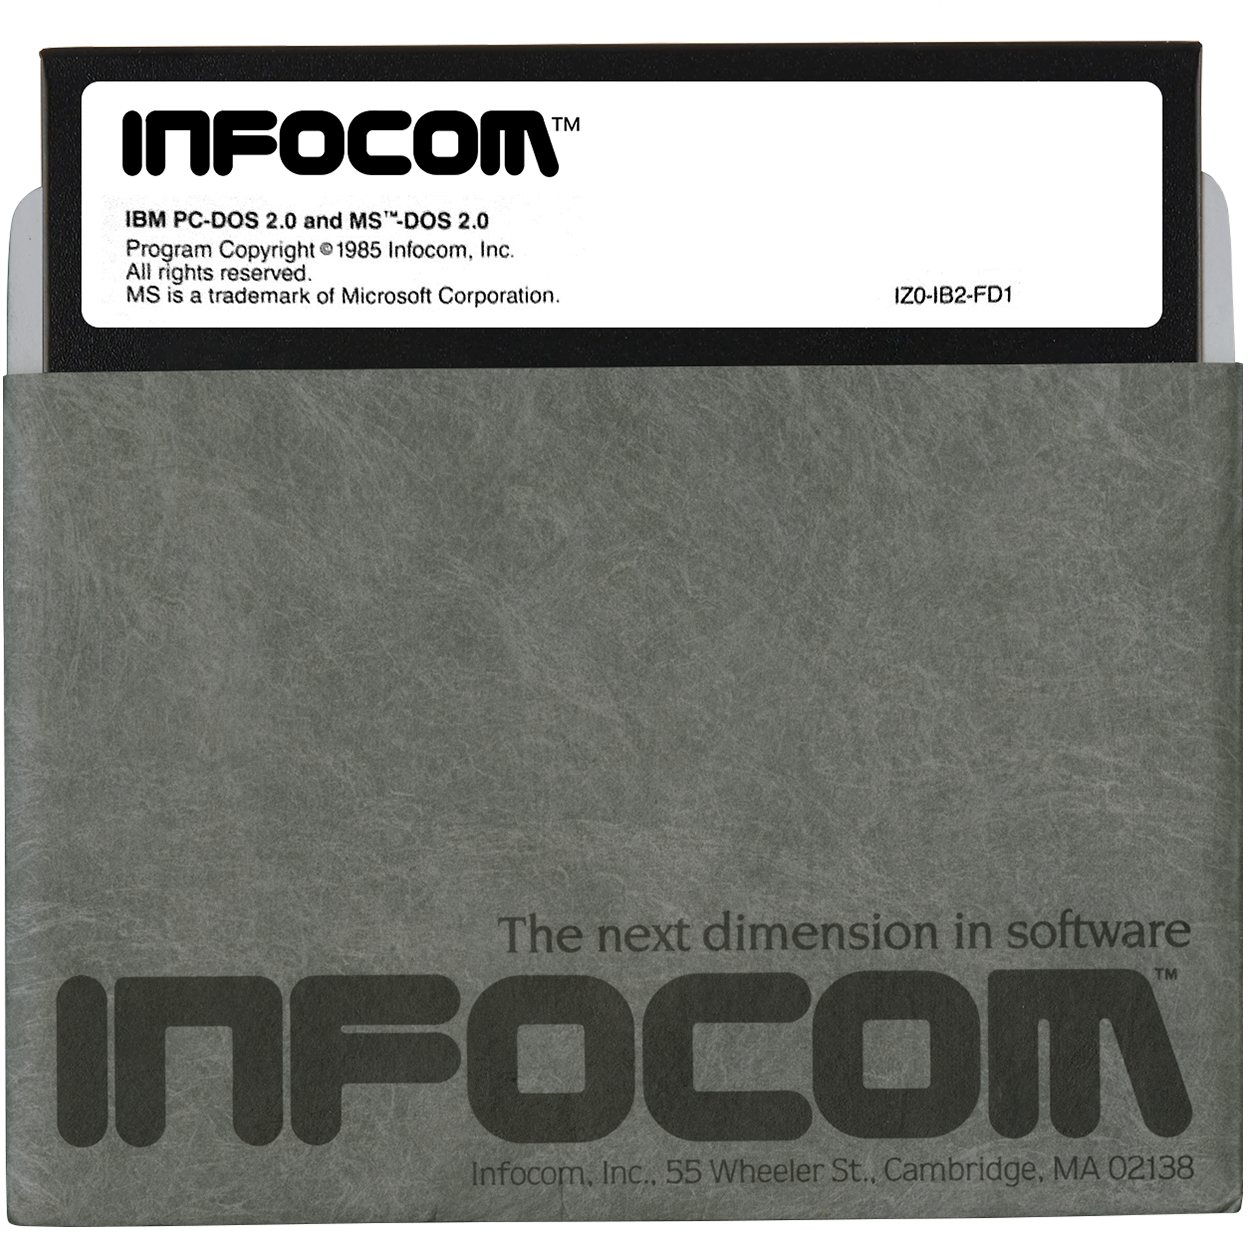 INFOCOM™
IBM PC-DOS 2.0 and MS™-DOS 2.0
Program Copyright ©1985 Infocom, Inc.
All rights reserved.
MS is a trademark of Microsoft Corporation.
IZ0-IB2-FD1
The next dimension in software
INFOCOM™
Infocom, Inc., 55 Wheeler St., Cambridge, MA 02138